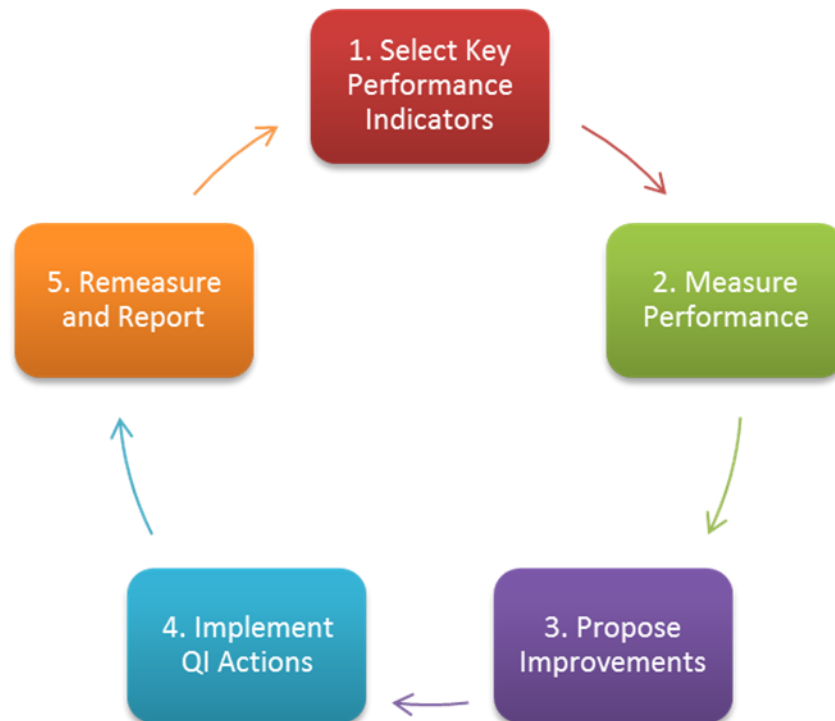 1. Select Key
Performance
Indicators
2. Measure
Performance
3. Propose
Improvements
4. Implement
QI Actions
5. Remeasure
and Report